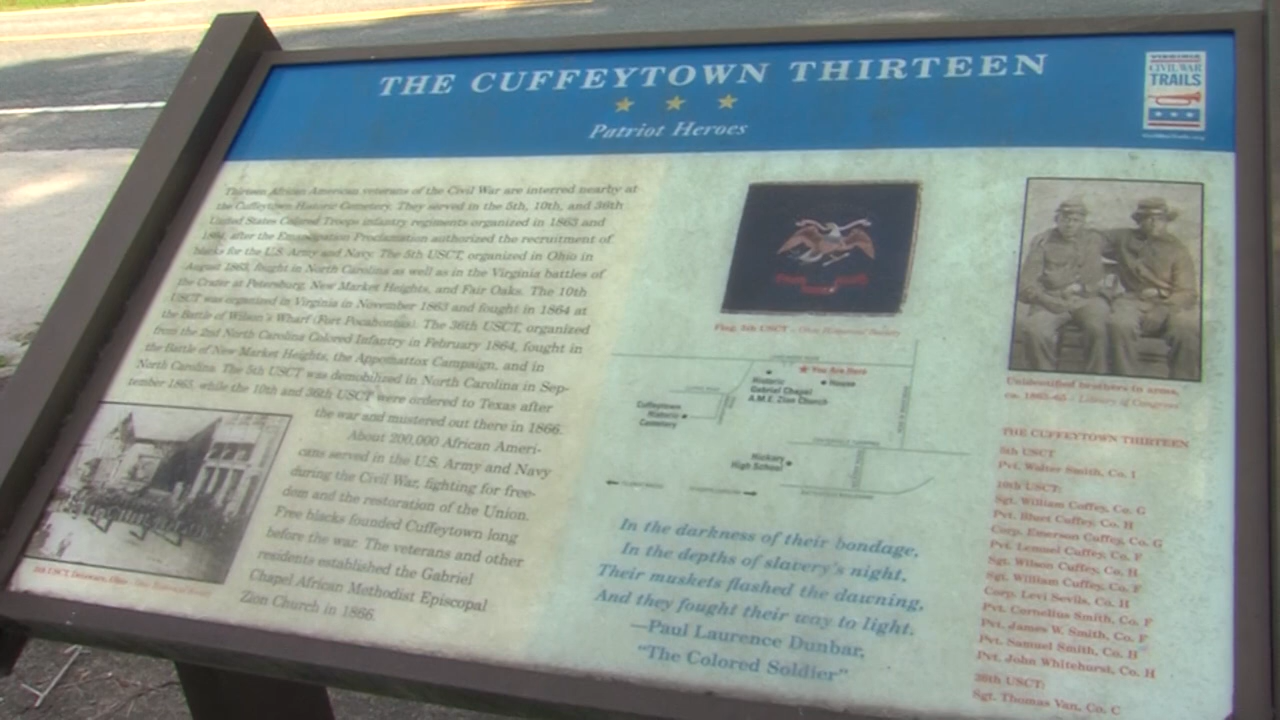 THE CUFFEYTOWN THIRTEEN
Patriot Heroes
CIVIL WAR
TRAILS
Thirteen African American veterans of the Civil War are interred nearby at
the Cuffeytown Historic Cemetery. They served in the 5th, 10th, and 36th
United States Colored Troops infantry regiments organized in 1863 and
1864, after the Emancipation Proclamation authorized the recruitment of
blacks for the U.S. Army and Navy. The 5th USCT, organized in Ohio in
August 1863, fought in North Carolina as well as in the Virginia battles of
the Crater at Petersburg, New Market Heights, and Fair Oaks. The 10th
USCT was organized in Virginia in November 1863 and fought in 1864 at
the Battle of Wilson's Wharf (Fort Pocahontas). The 36th USCT, organized
from the 2nd North Carolina Colored Infantry in February 1864, fought in
the Battle of New Market Heights, the Appomattox Campaign, and in
North Carolina. The 5th USCT was demobilized in North Carolina in Sep-
tember 1865, while the 10th and 36th USCT were ordered to Texas after
the war and mustered out there in 1866.
About 200,000 African Ameri-
cans served in the U.S. Army and Navy
during the Civil War, fighting for free-
dom and the restoration of the Union.
Free blacks founded Cuffeytown long
before the war. The veterans and other
residents established the Gabriel
Chapel African Methodist Episcopal
Zion Church in 1866.
5th USCT, Delaware, Ohio
Flag, 5th USCT - Ohio Historical Society
You Are Here
Historic
Gabriel Chapel
A.M.E. Zion Church
House
Cuffeytown
Historic
Cemetery
Hickory
High School
In the darkness of their bondage,
In the depths of slavery's night,
Their muskets flashed the dawning,
And they fought their way to light.
—Paul Laurence Dunbar,
"The Colored Soldier"
Unidentified brothers in arms,
ca. 1863-65 - Library of Congress
THE CUFFEYTOWN THIRTEEN
5th USCT
Pvt. Walter Smith, Co. I
10th USCT:
Sgt. William Cuffey, Co. G
Pvt. Bluet Cuffey, Co. H
Corp. Emerson Cuffey, Co. G
Pvt. Lemuel Cuffey, Co. F
Sgt. Wilson Cuffey, Co. H
Sgt. William Cuffey, Co. F
Corp. Levi Sevils, Co. H
Pvt. Cornelius Smith, Co. F
Pvt. James W. Smith, Co. F
Pvt. Samuel Smith, Co. H
Pvt. John Whitehurst, Co. H
36th USCT:
Sgt. Thomas Van, Co. C